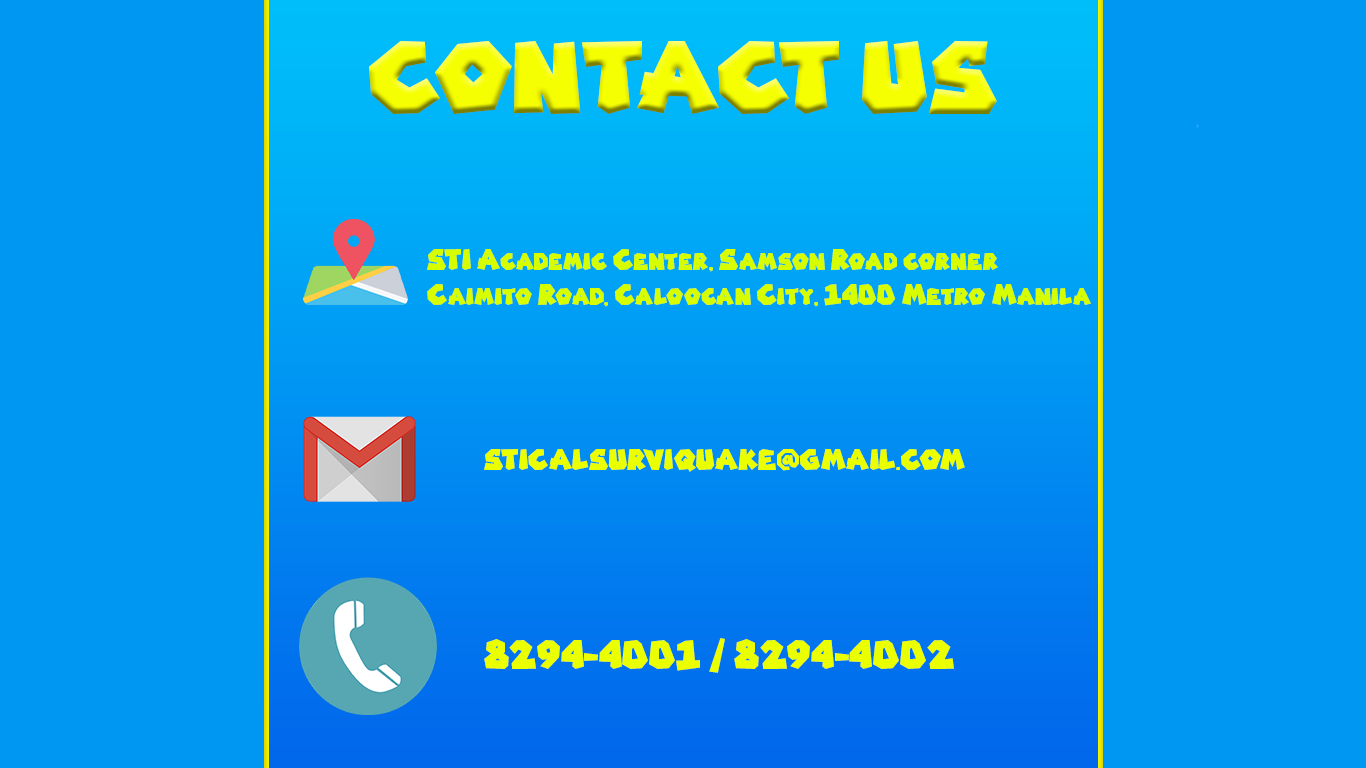 CONTACT US
STI Academic Center, Samson Road corner
Caimito Road, Caloocan City, 1400 Metro Manila
STICALSURVIQUAKE@GMAIL.COM
8294-4001 / 8294-4002